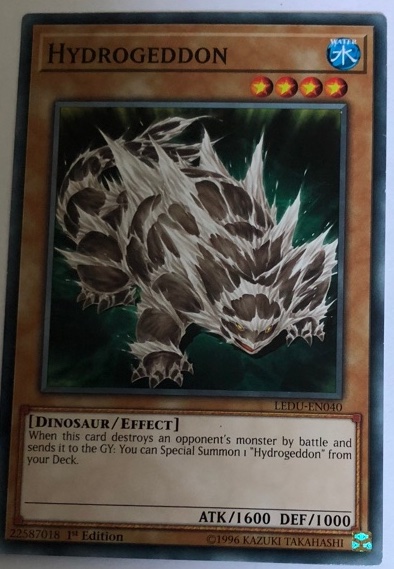 HYDROGEDDON
WATER
水
LEDU-EN040
[DINOSAUR/EFFECT]
When this card destroys an opponent's monster by battle and
sends it to the GY: You can Special Summon 1 "Hydrogeddon" from
your Deck.
ATK/1600 DEF/1000
22587018 1st Edition ©1996 KAZUKI TAKAHASHI